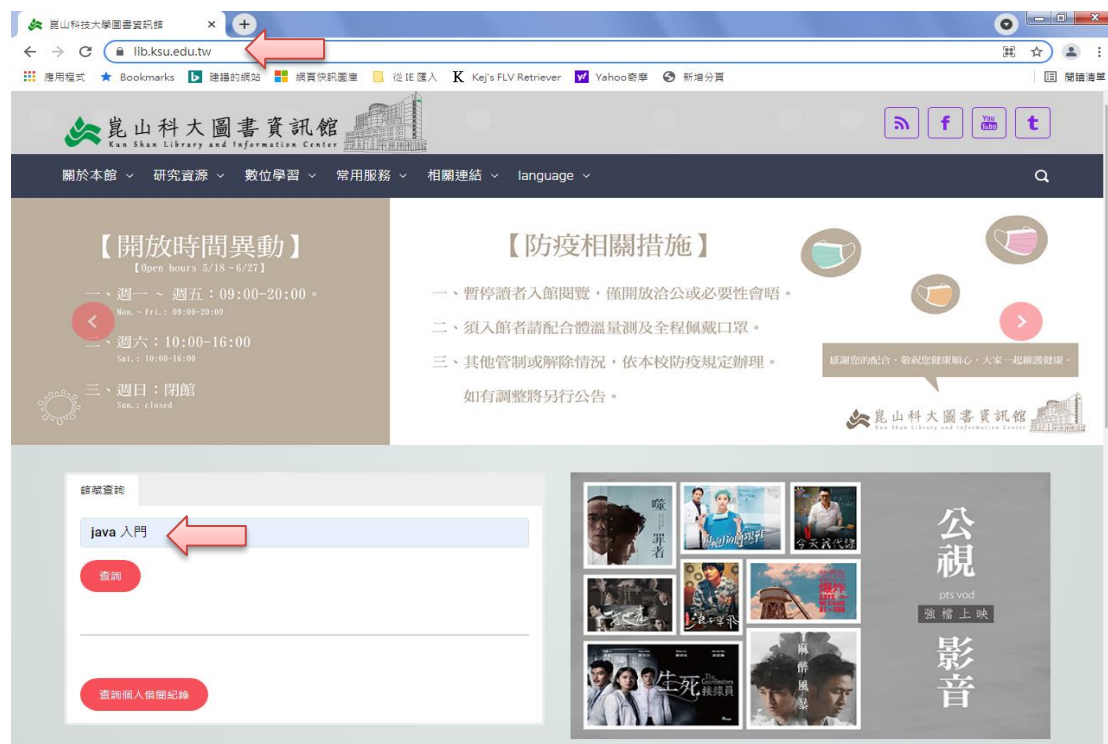 崑山科技大學圖書資訊館
lib.ksu.edu.tw
應用程式 Bookmarks 建議的網站 網頁快訊圖庫 從 IE 匯入 Kej's FLV Retriever Yahoo奇摩 新增分頁 閱讀清單
崑山科大圖書資訊館
Kun Shan Library and Information Center
關於本館 研究資源 數位學習 常用服務 相關連結 language
【開放時間異動】
【Open hours 5/18~6/27】
一、週一 ~ 週五：09:00-20:00。
Mon. ~ Fri.: 09:00-20:00
二、週六：10:00-16:00
Sat.: 10:00-16:00
三、週日：閉館
Sun.: closed
【防疫相關措施】
一、暫停讀者入館閱覽，僅開放洽公或必要性會晤。
二、須入館者請配合體溫量測及全程佩戴口罩。
三、其他管制或解除情況，依本校防疫規定辦理。
如有調整將另行公告。
感謝您的配合，敬祝您健康順心，大家一起維護健康。
崑山科大圖書資訊館
Kun Shan Library and Information Center
館藏查詢
java 入門
查詢
查詢個人借閱紀錄
噬
罪
者
今天我代課
生死接線員
The Coordinators
麻
醉
風
暴
公視
pts vod
強檔上映
影音